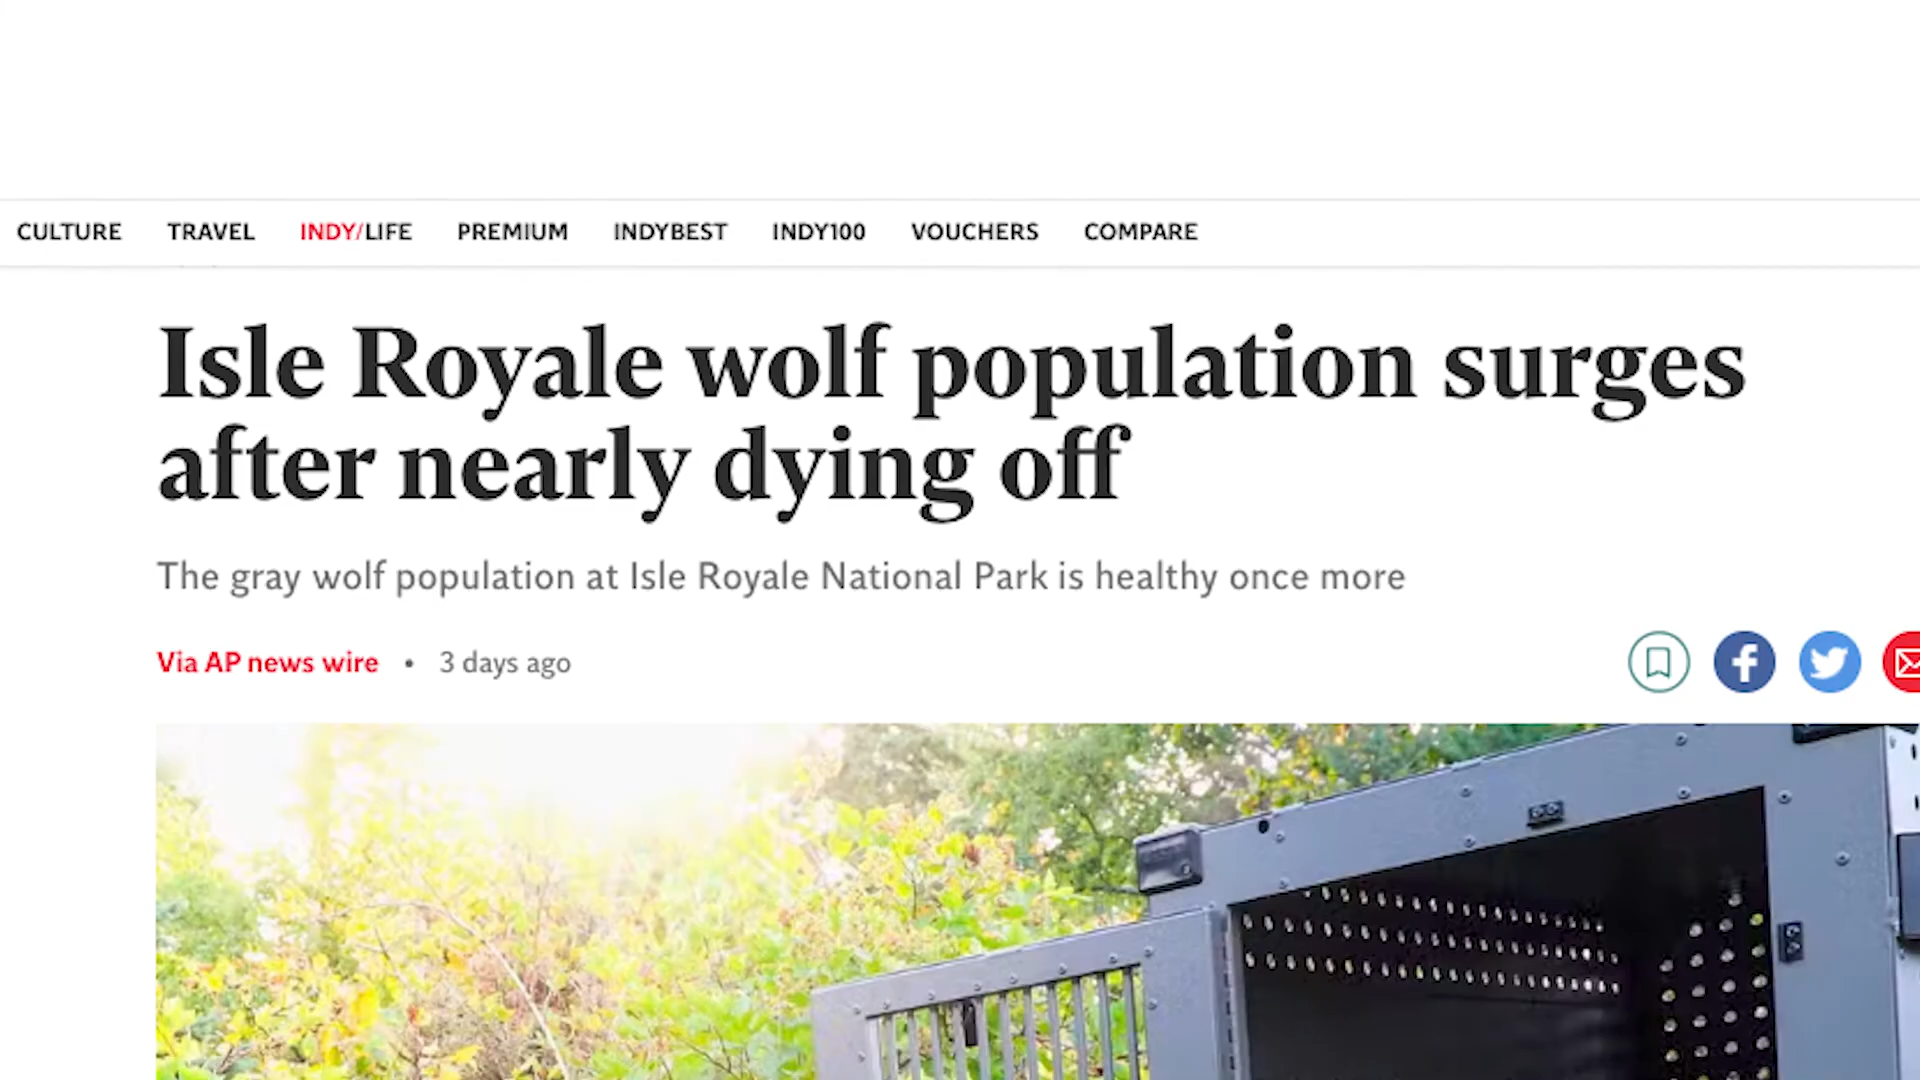 CULTURE TRAVEL INDY/LIFE PREMIUM INDYBEST INDY100 VOUCHERS COMPARE
Isle Royale wolf population surges
after nearly dying off
The gray wolf population at Isle Royale National Park is healthy once more
Via AP news wire • 3 days ago